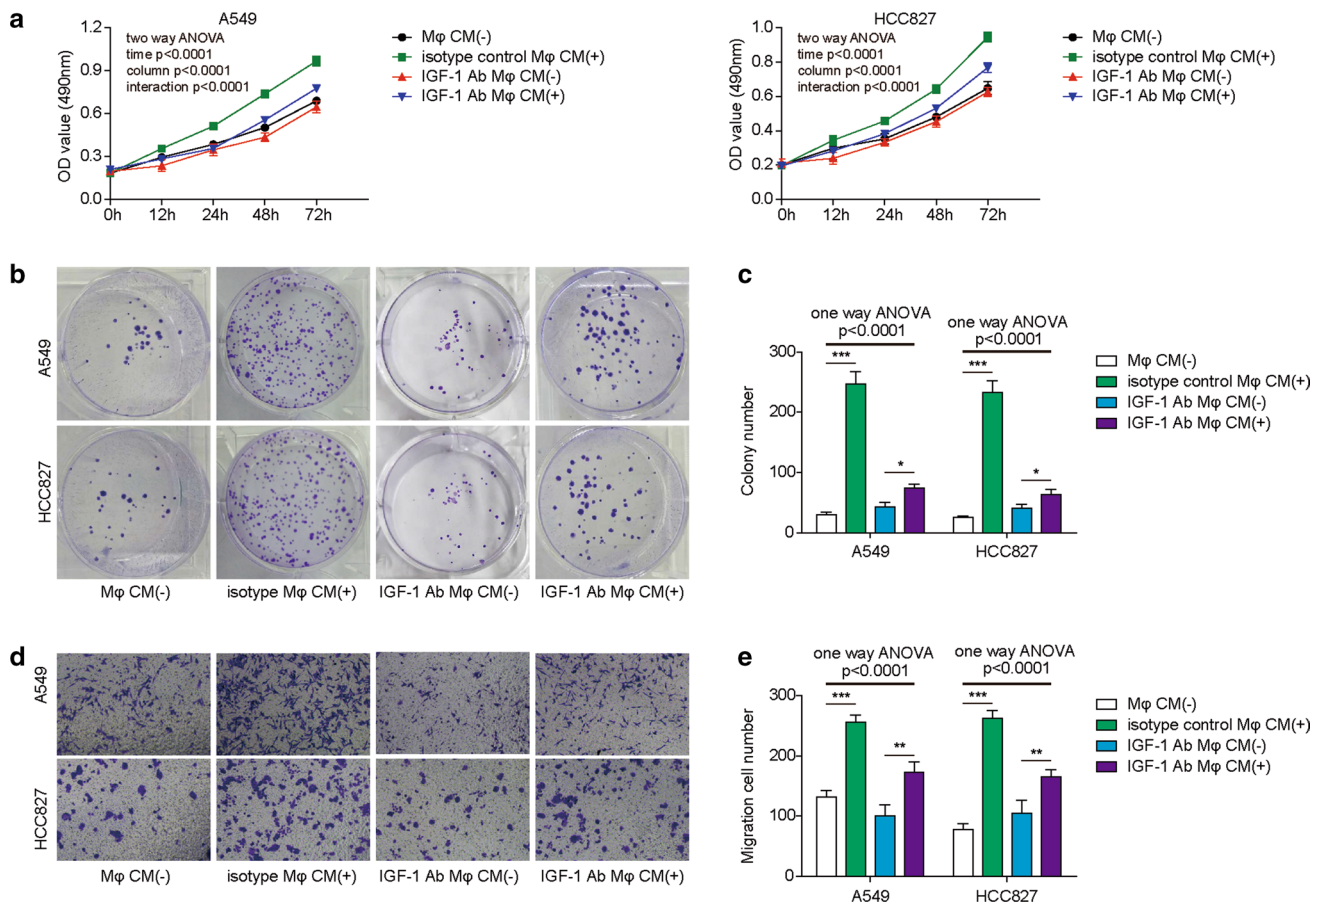 a
A549
1.2
0.9
0.6
0.3
0.0
OD value (490nm)
two way ANOVA
time p<0.0001
column p<0.0001
interaction p<0.0001
0h 12h 24h 48h 72h
Mφ CM(-)
isotype control Mφ CM(+)
IGF-1 Ab Mφ CM(-)
IGF-1 Ab Mφ CM(+)
HCC827
1.0
0.8
0.6
0.4
0.2
0.0
OD value (490nm)
two way ANOVA
time p<0.0001
column p<0.0001
interaction p<0.0001
0h 12h 24h 48h 72h
Mφ CM(-)
isotype control Mφ CM(+)
IGF-1 Ab Mφ CM(-)
IGF-1 Ab Mφ CM(+)
b
A549
HCC827
Mφ CM(-) isotype Mφ CM(+) IGF-1 Ab Mφ CM(-) IGF-1 Ab Mφ CM(+)
c
one way ANOVA
p<0.0001
one way ANOVA
p<0.0001
300
200
100
0
Colony number
***
*
***
*
A549 HCC827
Mφ CM(-)
isotype control Mφ CM(+)
IGF-1 Ab Mφ CM(-)
IGF-1 Ab Mφ CM(+)
d
A549
HCC827
Mφ CM(-) isotype Mφ CM(+) IGF-1 Ab Mφ CM(-) IGF-1 Ab Mφ CM(+)
e
one way ANOVA
p<0.0001
one way ANOVA
p<0.0001
300
200
100
0
Migration cell number
***
**
***
**
A549 HCC827
Mφ CM(-)
isotype control Mφ CM(+)
IGF-1 Ab Mφ CM(-)
IGF-1 Ab Mφ CM(+)